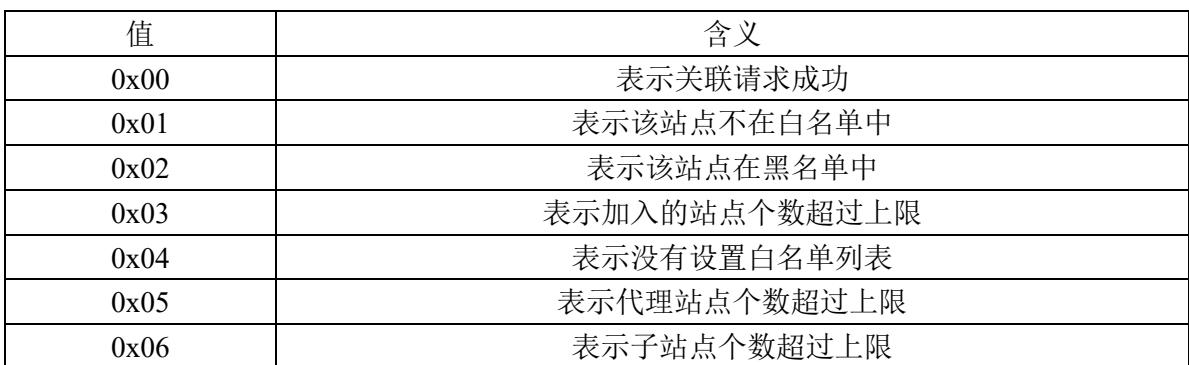 值 含义
0x00 表示关联请求成功
0x01 表示该站点不在白名单中
0x02 表示该站点在黑名单中
0x03 表示加入的站点个数超过上限
0x04 表示没有设置白名单列表
0x05 表示代理站点个数超过上限
0x06 表示子站点个数超过上限